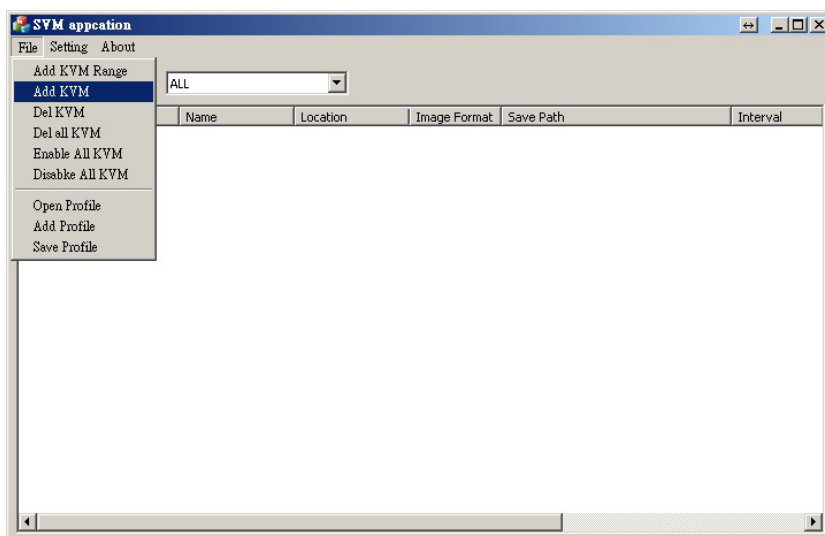 SVM appcation
File Setting About
Add KVM Range
Add KVM
Del KVM
Del all KVM
Enable All KVM
Disabke All KVM
Open Profile
Add Profile
Save Profile
ALL
Name Location Image Format Save Path Interval